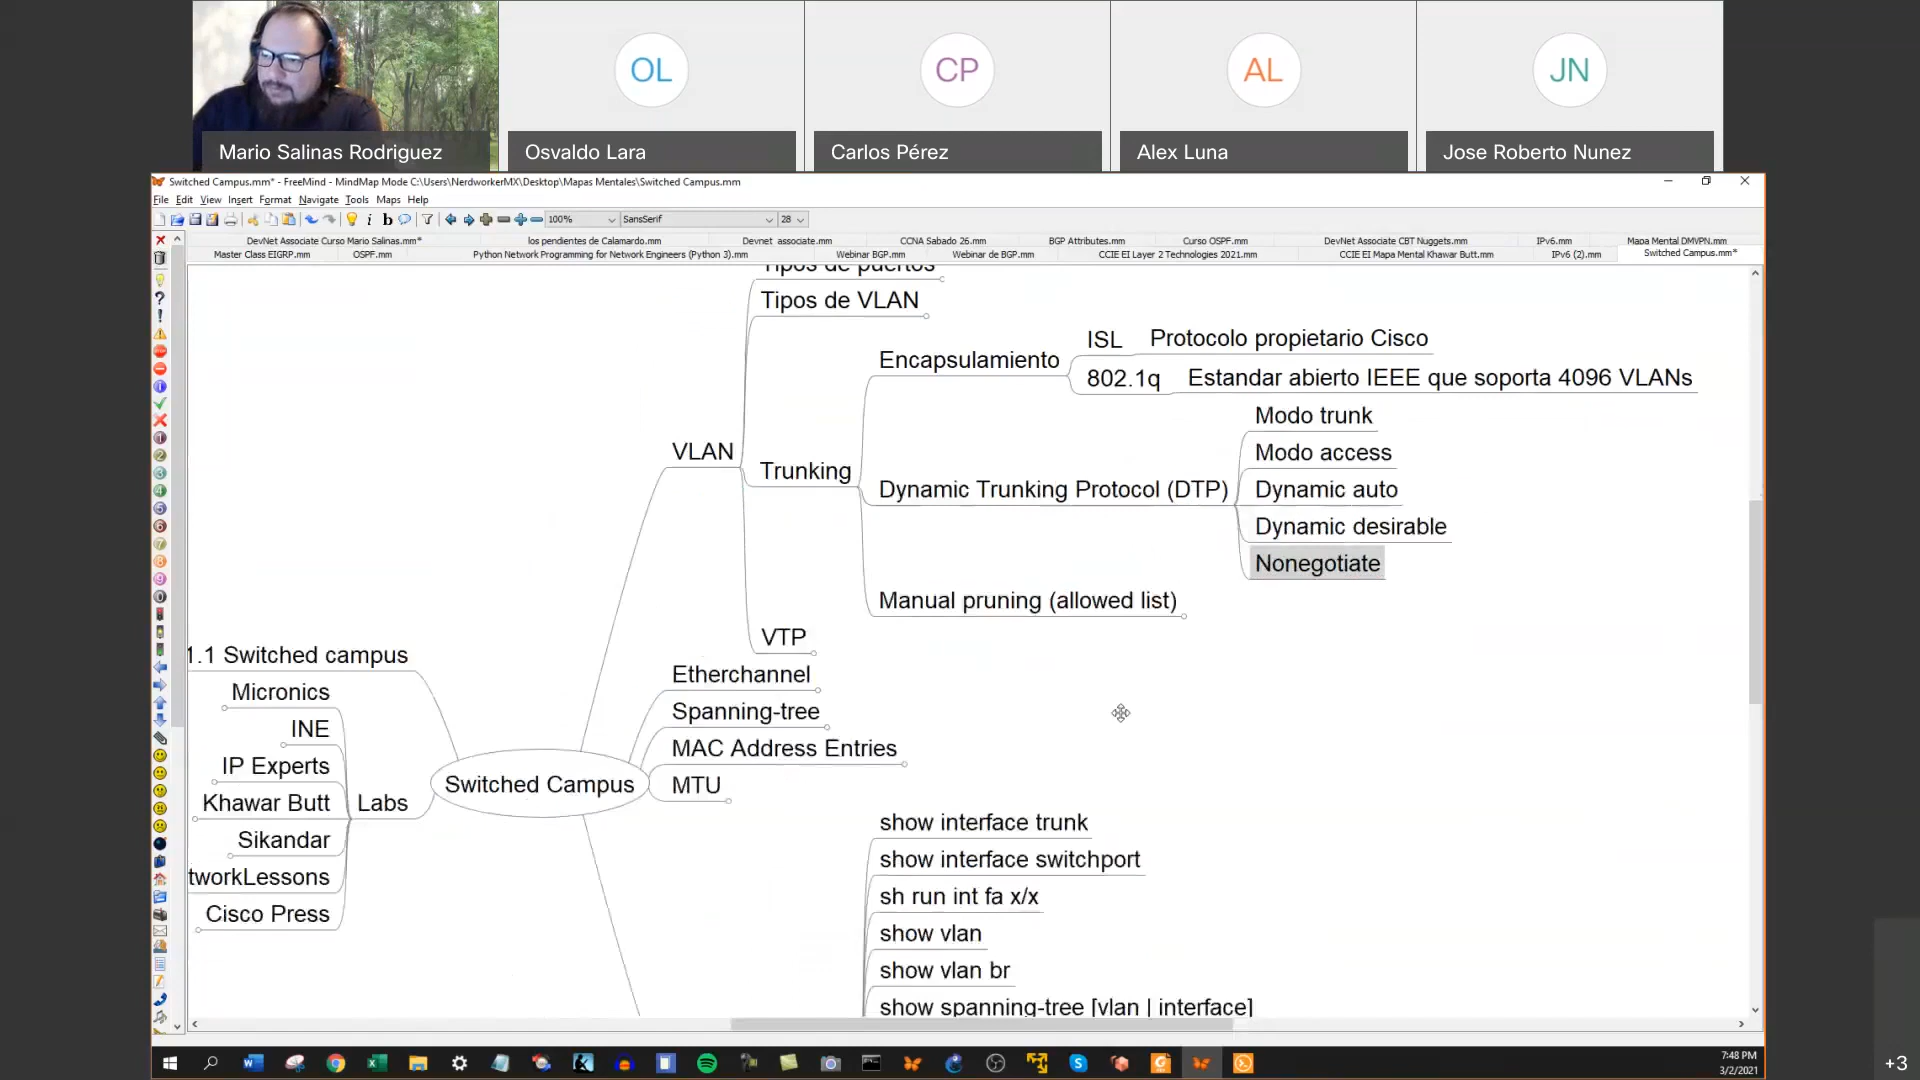 OL
CP
AL
JN
Mario Salinas Rodriguez
Osvaldo Lara
Carlos Pérez
Alex Luna
Jose Roberto Nunez
Switched Campus.mm* - FreeMind - MindMap Mode C:\Users\NerdworkerMX\Desktop\Mapas Mentales\Switched Campus.mm
File Edit View Insert Format Navigate Tools Maps Help
100% SansSerif 28
DevNet Associate Curso Mario Salinas.mm* los pendientes de Calamardo.mm Devnet associate.mm CCNA Sabado 26.mm BGP Attributes.mm Curso OSPF.mm DevNet Associate CBT Nuggets.mm IPv6.mm Mapa Mental DMVPN.mm
Master Class EIGRP.mm OSPF.mm Python Network Programming for Network Engineers (Python 3).mm Webinar BGP.mm Webinar de BGP.mm CCIE EI Layer 2 Technologies 2021.mm CCIE EI Mapa Mental Khawar Butt.mm IPv6 (2).mm Switched Campus.mm*
Tipos de puertos
Tipos de VLAN
ISL Protocolo propietario Cisco
Encapsulamiento
802.1q Estandar abierto IEEE que soporta 4096 VLANs
Modo trunk
VLAN
Modo access
Trunking
Dynamic Trunking Protocol (DTP)
Dynamic auto
Dynamic desirable
Nonegotiate
Manual pruning (allowed list)
VTP
1.1 Switched campus
Etherchannel
Micronics
Spanning-tree
INE
MAC Address Entries
IP Experts
Switched Campus
MTU
Khawar Butt
Labs
show interface trunk
Sikandar
show interface switchport
tworkLessons
sh run int fa x/x
Cisco Press
show vlan
show vlan br
show spanning-tree [vlan | interface]
7:48 PM
3/2/2021
+3